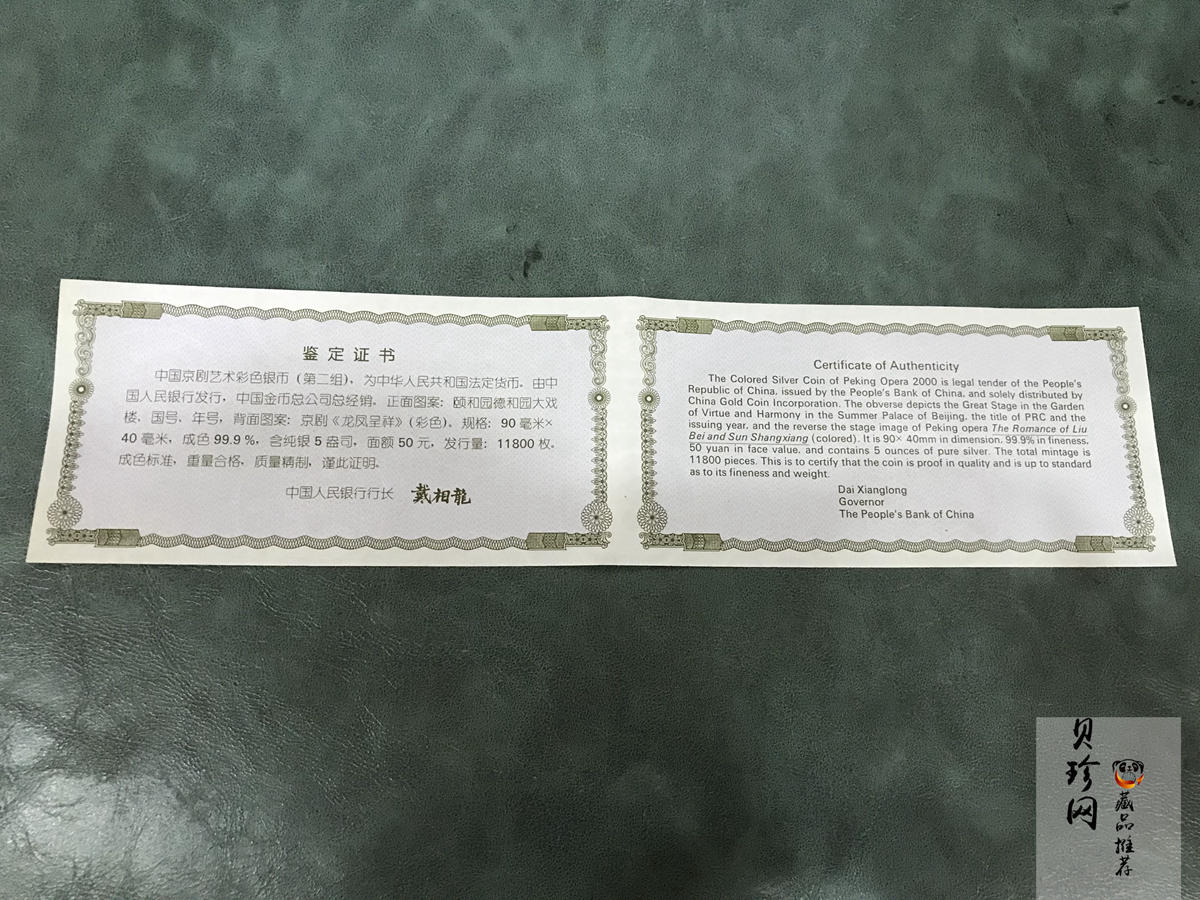 鉴定证书
中国京剧艺术彩色银币（第二组），为中华人民共和国法定货币。由中
国人民银行发行，中国金币总公司总经销。正面图案：颐和园德和园大戏
楼、国号、年号，背面图案：京剧《龙凤呈祥》（彩色）。规格：90毫米×
40毫米，成色99.9％，含纯银5盎司，面额50元，发行量：11800枚。
成色标准，重量合格，质量精制，谨此证明。
中国人民银行行长 戴相龍
Certificate of Authenticity
The Colored Silver Coin of Peking Opera 2000 is legal tender of the People's
Republic of China, issued by the People's Bank of China, and solely distributed by
China Gold Coin Incorporation. The obverse depicts the Great Stage in the Garden
of Virtue and Harmony in the Summer Palace of Beijing, the title of PRC and the
issuing year, and the reverse the stage image of Peking opera The Romance of Liu
Bei and Sun Shangxiang (colored). It is 90× 40mm in dimension, 99.9% in fineness,
50 yuan in face value, and contains 5 ounces of pure silver. The total mintage is
11800 pieces. This is to certify that the coin is proof in quality and is up to standard
as to its fineness and weight.
Dai Xianglong
Governor
The People's Bank of China
贝珍网
藏品推荐